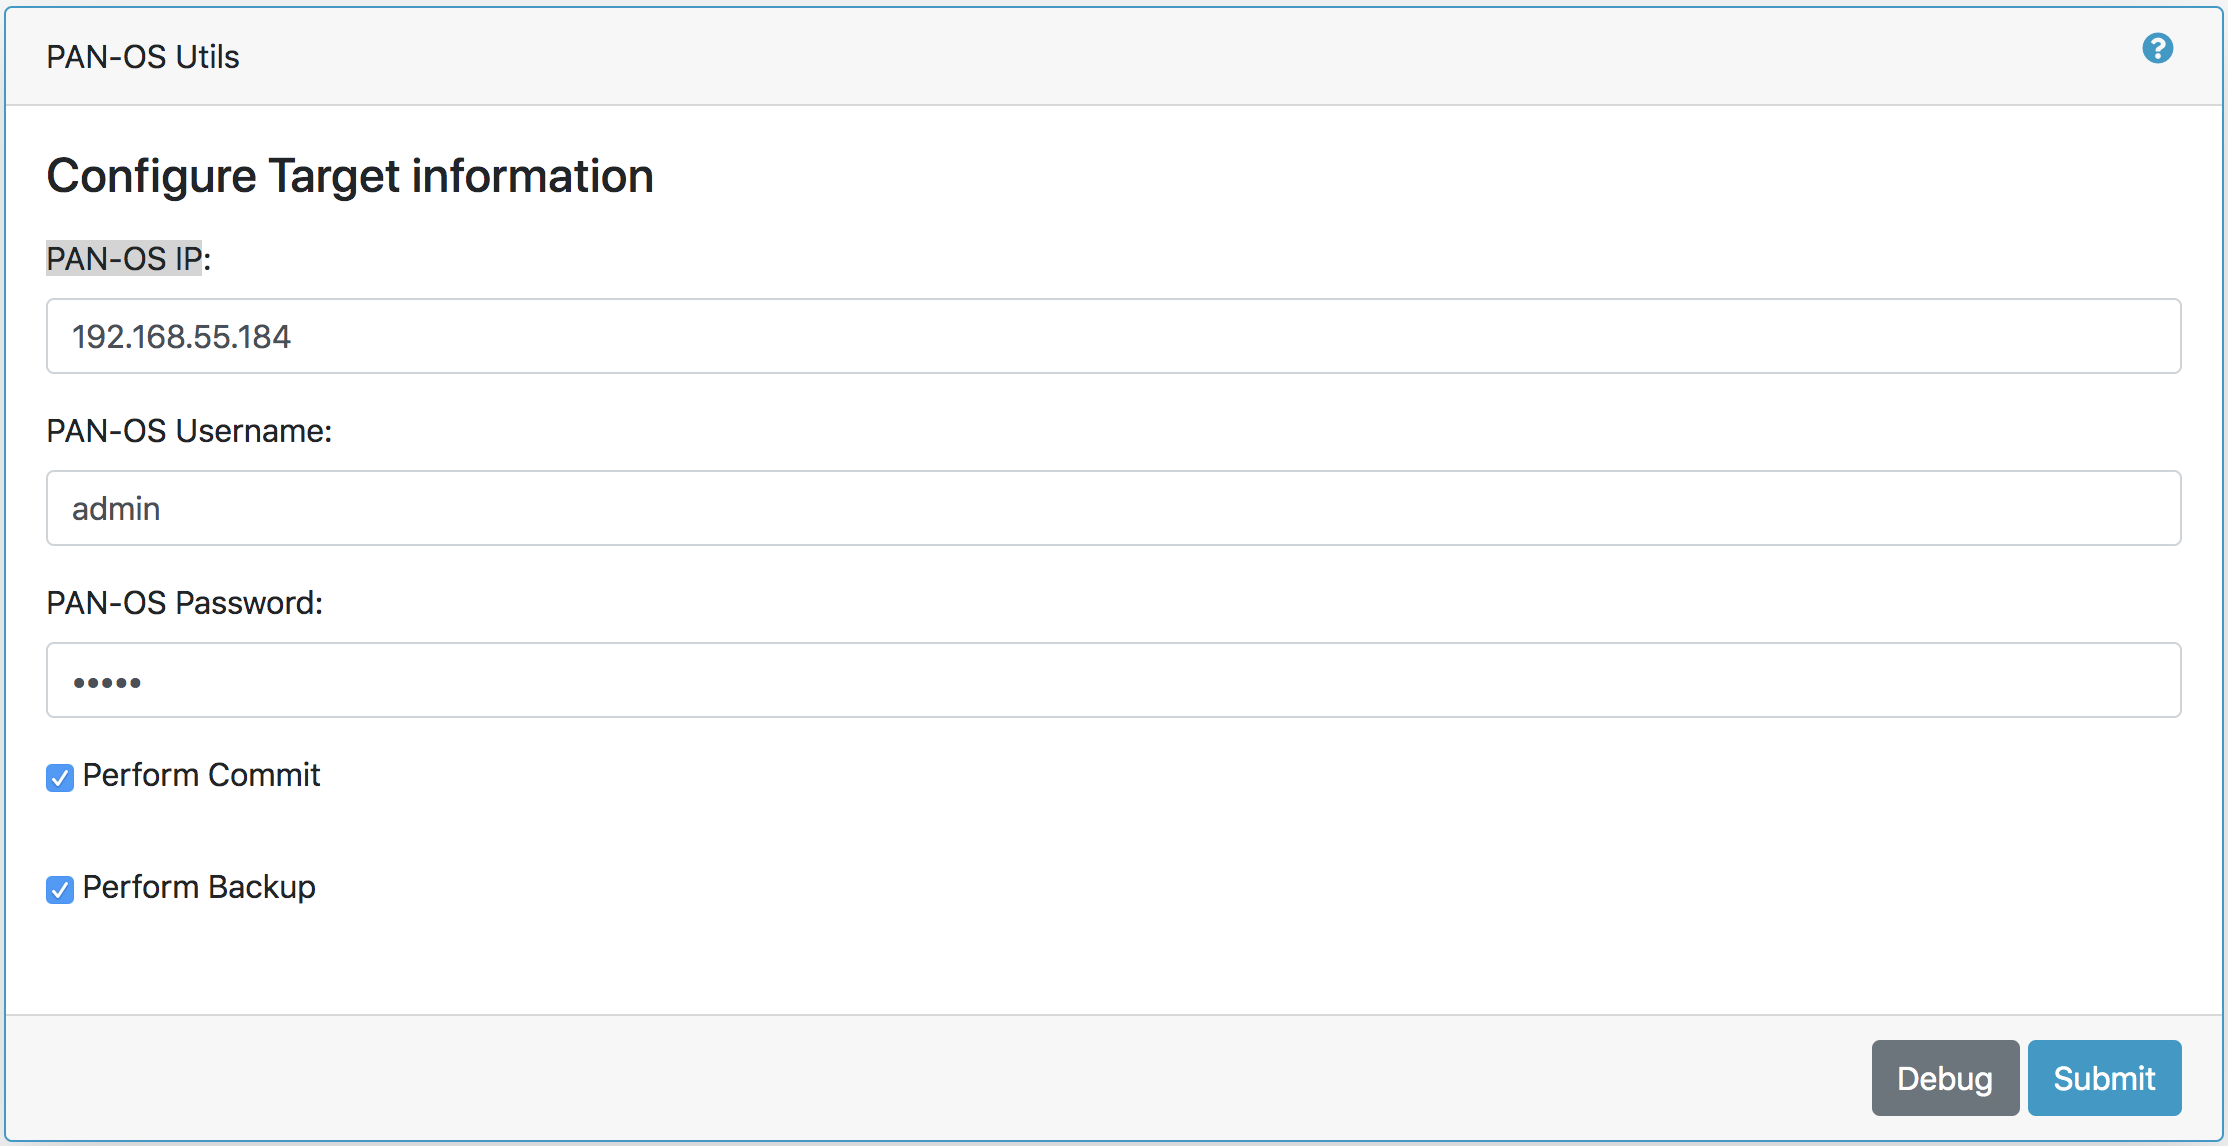 PAN-OS Utils
?
Configure Target information
PAN-OS IP:
192.168.55.184
PAN-OS Username:
admin
PAN-OS Password:
•••••
Perform Commit
Perform Backup
Debug Submit